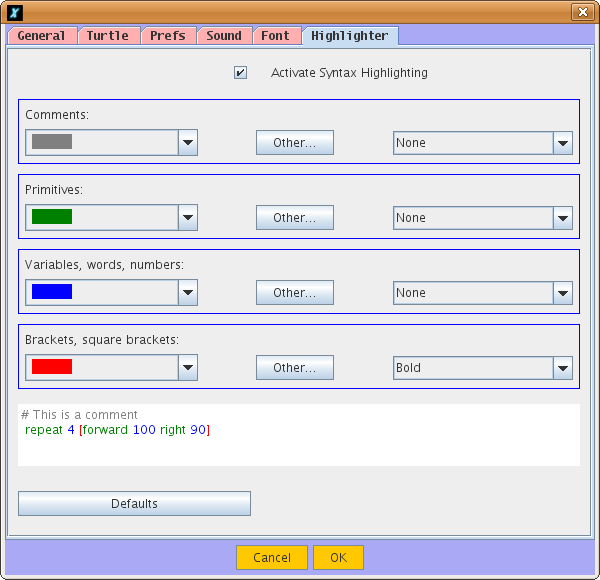 X
General Turtle Prefs Sound Font Highlighter
Activate Syntax Highlighting
Comments:
Other... None
Primitives:
Other... None
Variables, words, numbers:
Other... None
Brackets, square brackets:
Other... Bold
# This is a comment
repeat 4 [forward 100 right 90]
Defaults
Cancel OK